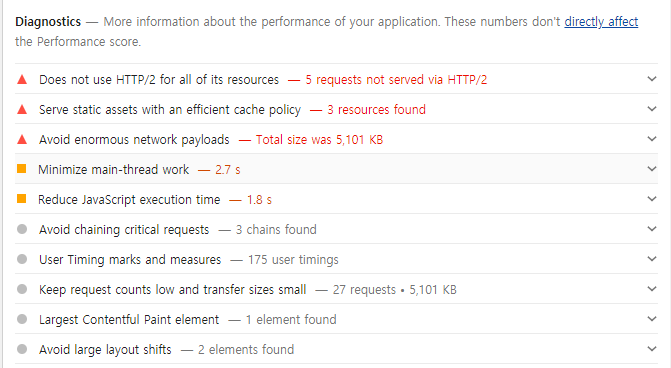 Diagnostics — More information about the performance of your application. These numbers don't directly affect
the Performance score.
Does not use HTTP/2 for all of its resources — 5 requests not served via HTTP/2
Serve static assets with an efficient cache policy — 3 resources found
Avoid enormous network payloads — Total size was 5,101 KB
Minimize main-thread work — 2.7 s
Reduce JavaScript execution time — 1.8 s
Avoid chaining critical requests — 3 chains found
User Timing marks and measures — 175 user timings
Keep request counts low and transfer sizes small — 27 requests • 5,101 KB
Largest Contentful Paint element — 1 element found
Avoid large layout shifts — 2 elements found